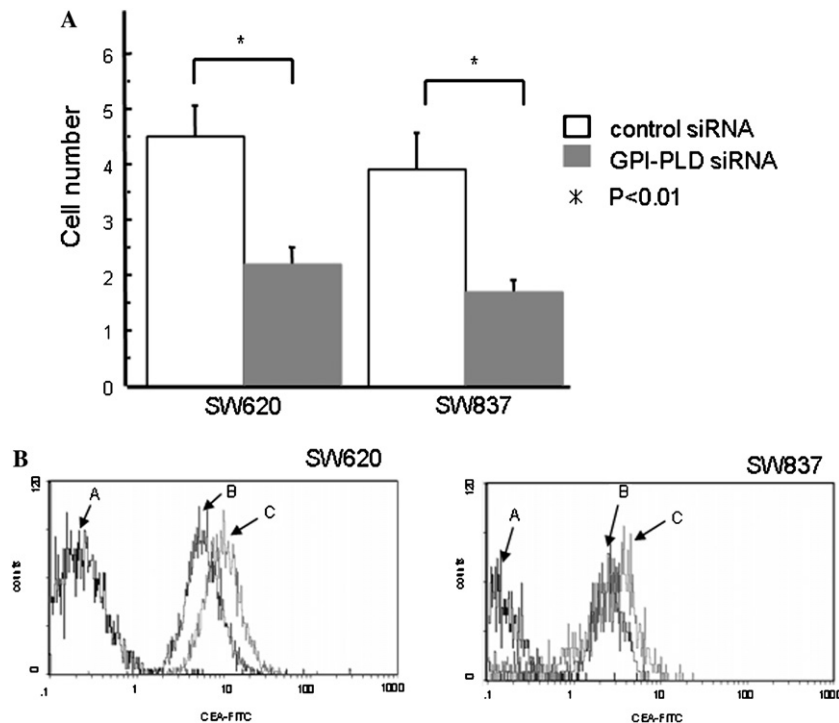 A
Cell number
6
5
4
3
2
1
0
*
*
SW620
SW837
control siRNA
GPI-PLD siRNA
* P<0.01
B
SW620
120
counts
0
A
B
C
.1 1 10 100 1000
CEA-FITC
SW837
120
counts
0
A
B
C
.1 1 10 100 1000
CEA-FITC